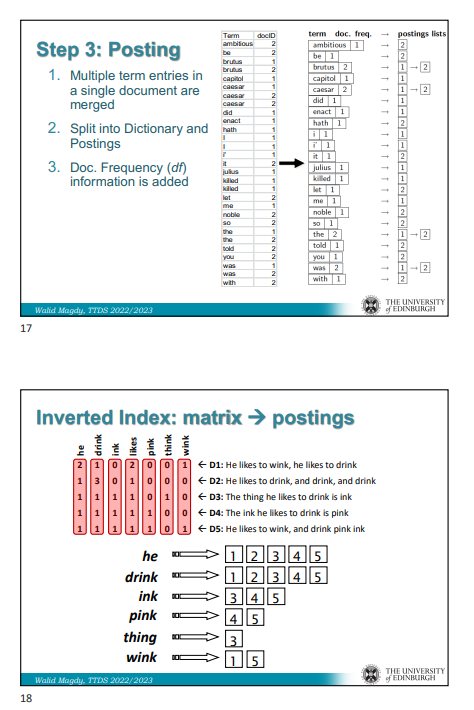 Step 3: Posting
1. Multiple term entries in
a single document are
merged
2. Split into Dictionary and
Postings
3. Doc. Frequency (df)
information is added
Term docID
ambitious 2
be 2
brutus 1
brutus 2
capitol 1
caesar 1
caesar 2
caesar 2
did 1
enact 1
hath 1
I 1
I 1
i' 1
it 2
julius 1
killed 1
killed 1
let 2
me 1
noble 2
so 2
the 1
the 2
told 2
you 2
was 1
was 2
with 2
term doc. freq. → postings lists
ambitious 1 → 2
be 1 → 2
brutus 2 → 1 → 2
capitol 1 → 1
caesar 2 → 1 → 2
did 1 → 1
enact 1 → 1
hath 1 → 2
i 1 → 1
i' 1 → 1
it 1 → 2
julius 1 → 1
killed 1 → 1
let 1 → 2
me 1 → 1
noble 1 → 2
so 1 → 2
the 2 → 1 → 2
told 1 → 2
you 1 → 2
was 2 → 1 → 2
with 1 → 2
Walid Magdy, TTDS 2022/2023
THE UNIVERSITY
of EDINBURGH
17
Inverted Index: matrix → postings
he drink ink likes pink think wink
2 1 0 2 0 0 1 ← D1: He likes to wink, he likes to drink
1 3 0 1 0 0 0 ← D2: He likes to drink, and drink, and drink
1 1 1 1 0 1 0 ← D3: The thing he likes to drink is ink
1 1 1 1 1 0 0 ← D4: The ink he likes to drink is pink
1 1 1 1 1 0 1 ← D5: He likes to wink, and drink pink ink
he 1 2 3 4 5
drink 1 2 3 4 5
ink 3 4 5
pink 4 5
thing 3
wink 1 5
Walid Magdy, TTDS 2022/2023
THE UNIVERSITY
of EDINBURGH
18